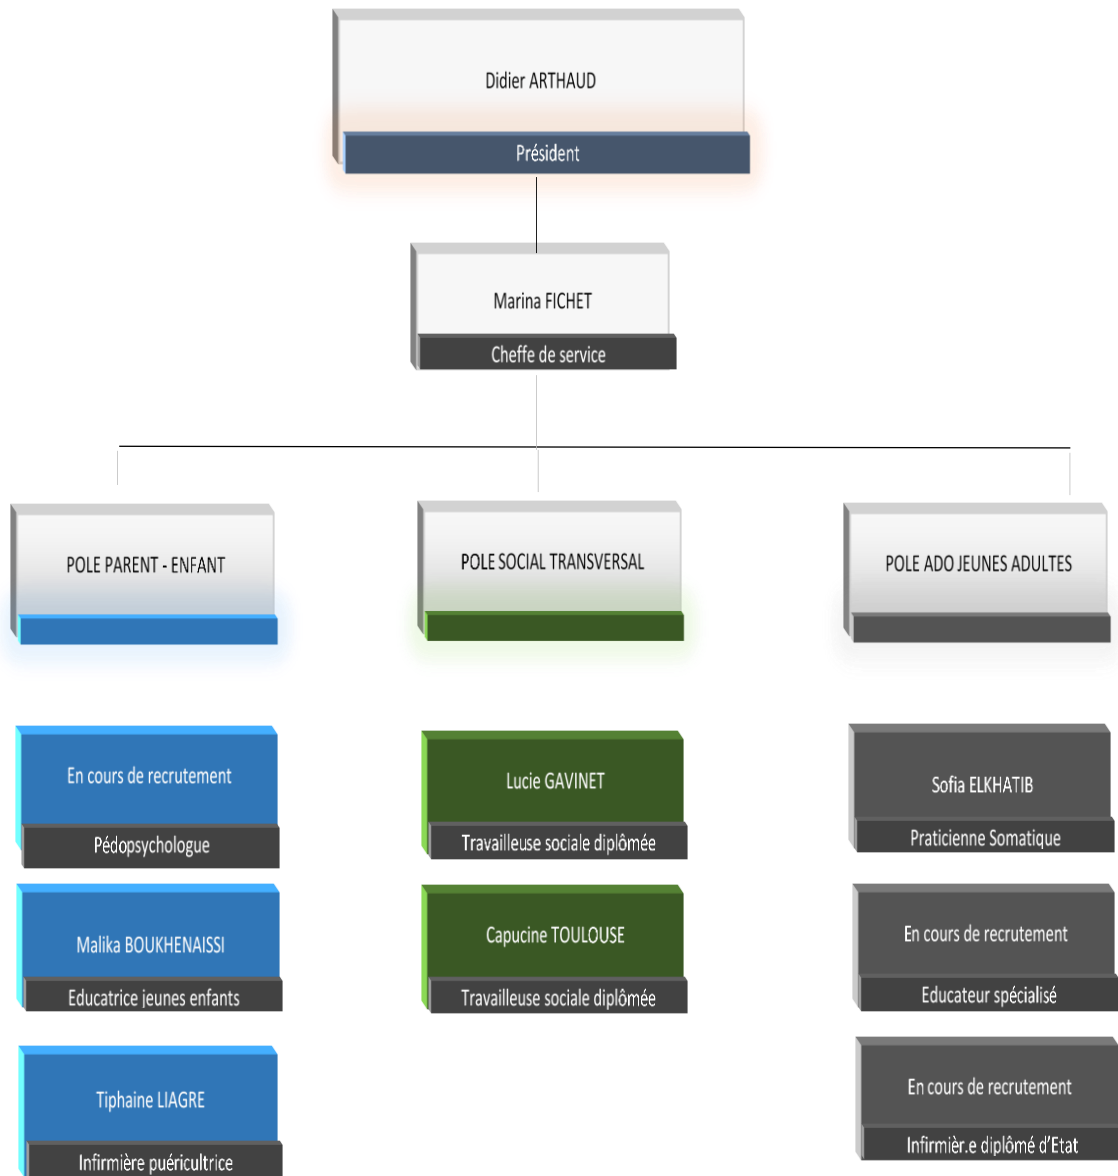 Didier ARTHAUD
Président
Marina FICHET
Cheffe de service
POLE PARENT - ENFANT
POLE SOCIAL TRANSVERSAL
POLE ADO JEUNES ADULTES
En cours de recrutement
Pédopsychologue
Malika BOUKHENAISSI
Educatrice jeunes enfants
Tiphaine LIAGRE
Infirmière puéricultrice
Lucie GAVINET
Travailleuse sociale diplômée
Capucine TOULOUSE
Travailleuse sociale diplômée
Sofia ELKHATIB
Praticienne Somatique
En cours de recrutement
Educateur spécialisé
En cours de recrutement
Infirmièr.e diplômé d'Etat